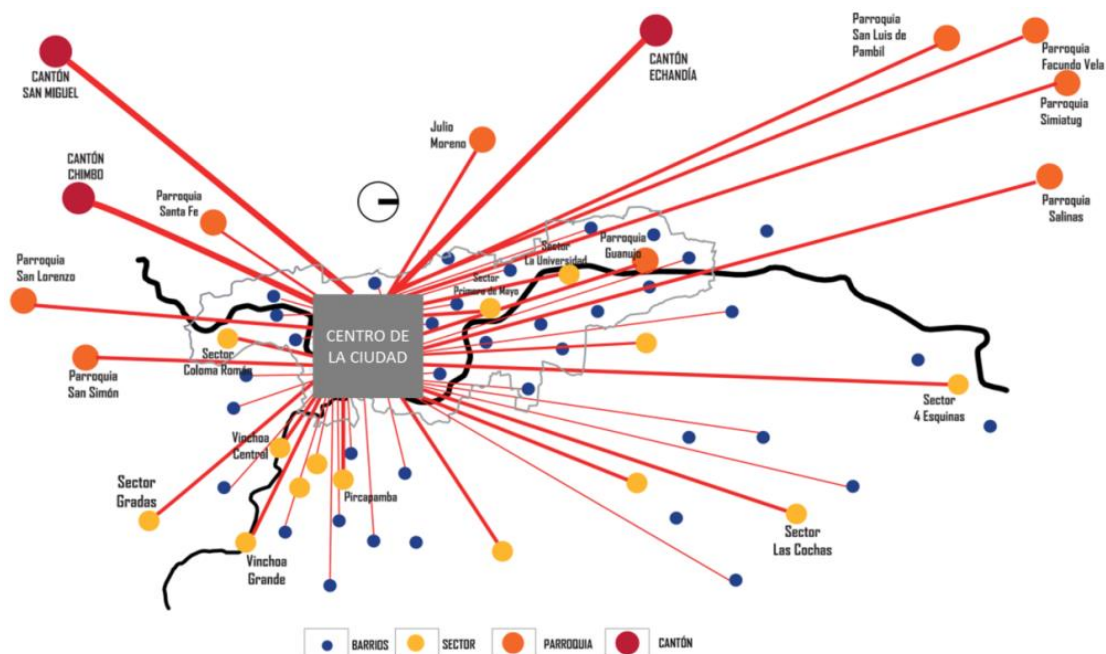 CANTÓN
SAN MIGUEL
CANTÓN
ECHANDÍA
Parroquia
San Luis de
Pambil
Parroquia
Facundo Vela
Parroquia
Simiatug
Julio
Moreno
CANTÓN
CHIMBO
Parroquia
Santa Fe
Parroquia
Salinas
Parroquia
San Lorenzo
Sector
La Universidad
Parroquia
Guanujo
Sector
Primero de Mayo
CENTRO DE
LA CIUDAD
Sector
Coloma Román
Parroquia
San Simón
Sector
4 Esquinas
Vinchoa
Central
Sector
Gradas
Pircapamba
Vinchoa
Grande
Sector
Las Cochas
BARRIOS
SECTOR
PARROQUIA
CANTÓN